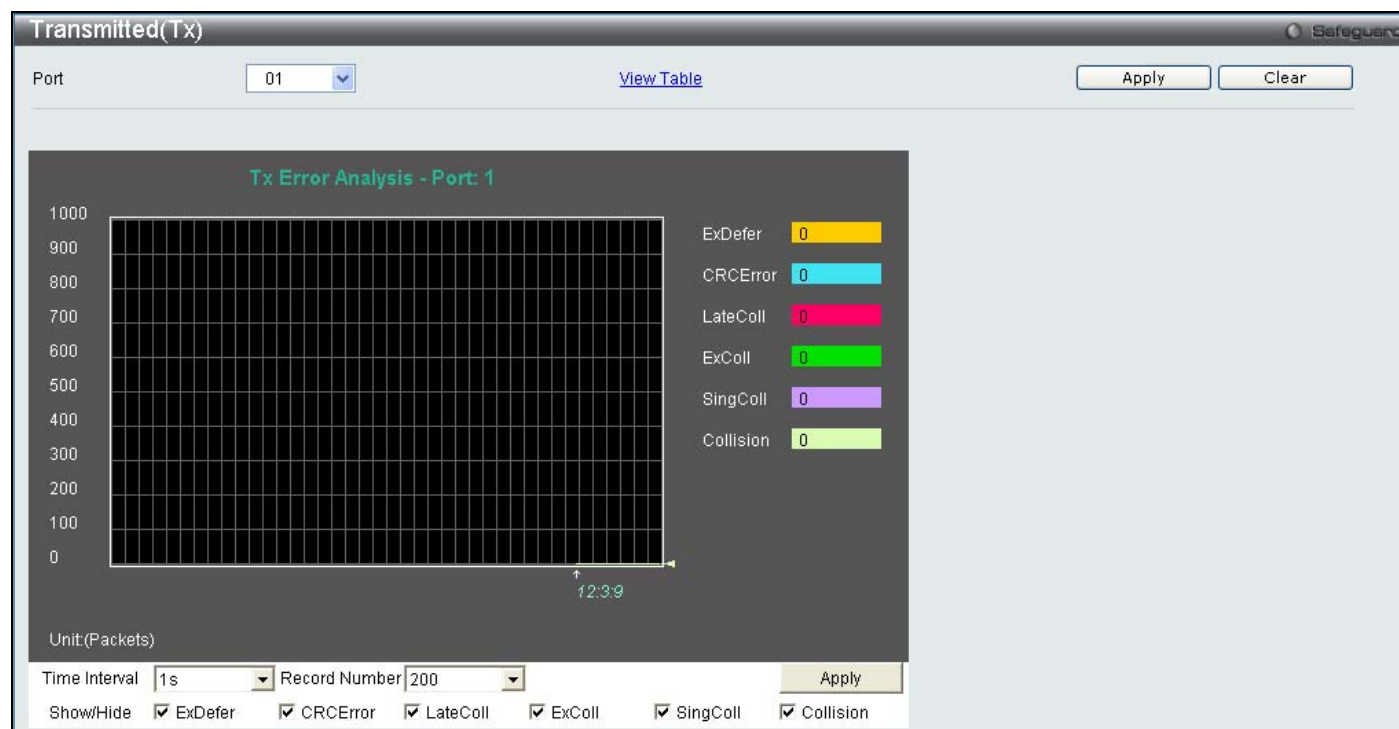 Transmitted(Tx)
Safeguard
Port 01 View Table Apply Clear
Tx Error Analysis - Port: 1
1000
900
800
700
600
500
400
300
200
100
0
ExDefer 0
CRCError 0
LateColl 0
ExColl 0
SingColl 0
Collision 0
12:3:9
Unit:(Packets)
Time Interval 1s Record Number 200 Apply
Show/Hide ExDefer CRCError LateColl ExColl SingColl Collision